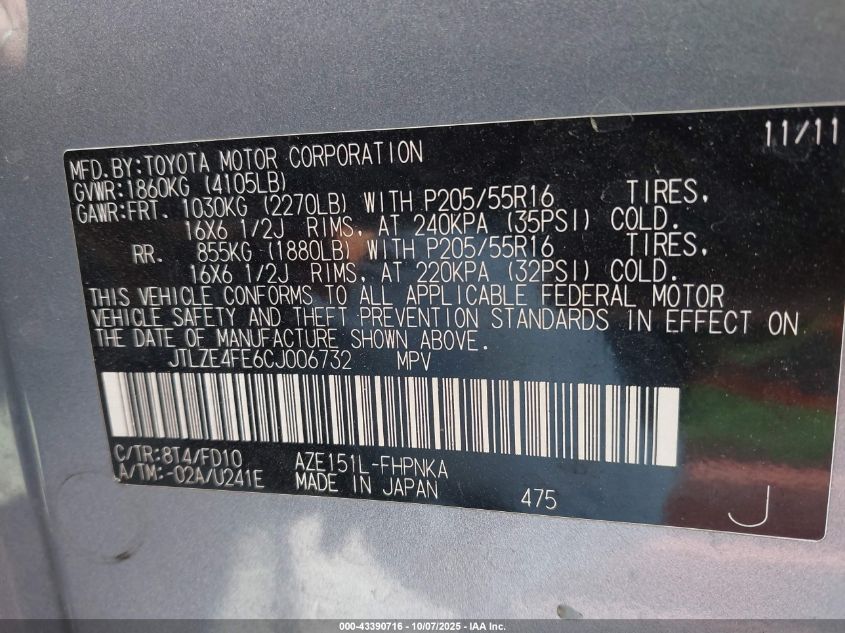 11/11
MFD.BY:TOYOTA MOTOR CORPORATION
GVWR:1860KG (4105LB)
GAWR:FRT. 1030KG (2270LB) WITH P205/55R16 TIRES.
16X6 1/2J RIMS, AT 240KPA (35PSI) COLD.
RR. 855KG (1880LB) WITH P205/55R16 TIRES.
16X6 1/2J RIMS, AT 220KPA (32PSI) COLD.
THIS VEHICLE CONFORMS TO ALL APPLICABLE FEDERAL MOTOR
VEHICLE SAFETY AND THEFT PREVENTION STANDARDS IN EFFECT ON
THE DATE OF MANUFACTURE SHOWN ABOVE.
JTLZE4FE6CJ006732 MPV
C/TR:8T4/FD10 AZE151L-FHPNKA
A/TM:-02A/U241E MADE IN JAPAN 475 J
000-43390716 - 10/07/2025 - IAA Inc.